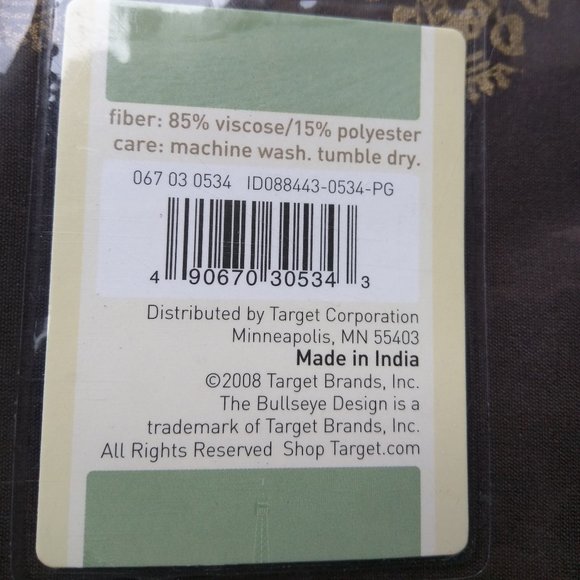 fiber: 85% viscose/15% polyester
care: machine wash. tumble dry.
067 03 0534 ID088443-0534-PG
4 90670 30534 3
Distributed by Target Corporation
Minneapolis, MN 55403
Made in India
©2008 Target Brands, Inc.
The Bullseye Design is a
trademark of Target Brands, Inc.
All Rights Reserved Shop Target.com